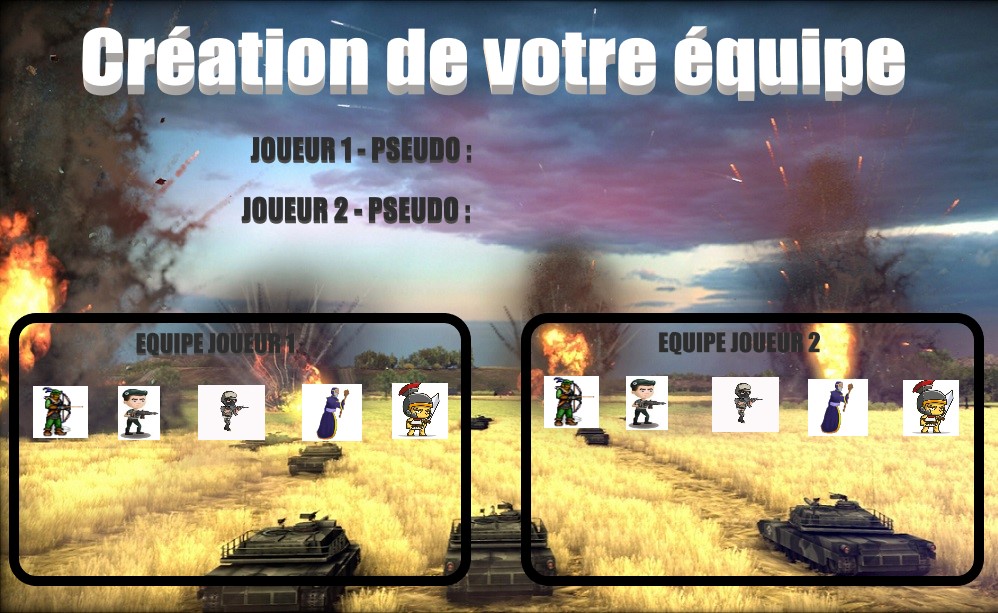 Création de votre équipe
JOUEUR 1 - PSEUDO :
JOUEUR 2 - PSEUDO :
EQUIPE JOUEUR 1
EQUIPE JOUEUR 2